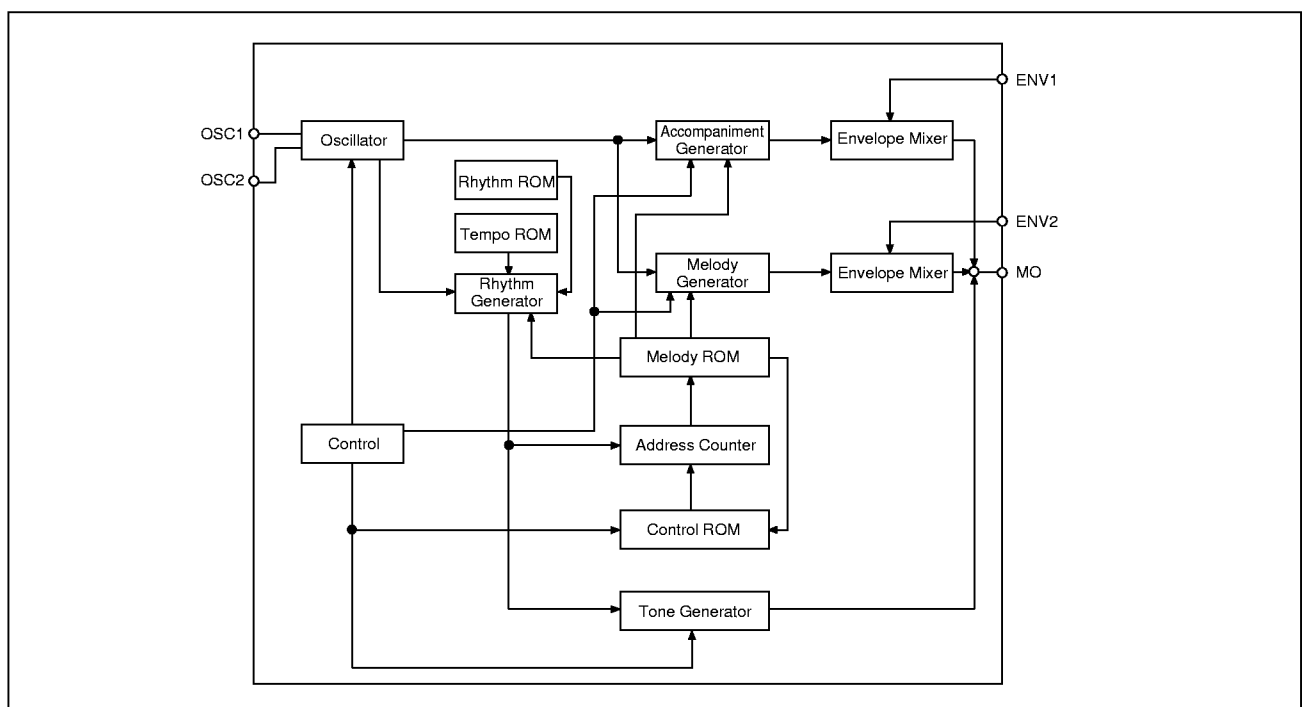 ENV1
OSC1
Oscillator
Accompaniment
Generator
Envelope Mixer
OSC2
Rhythm ROM
Tempo ROM
ENV2
Melody
Generator
Envelope Mixer
MO
Rhythm
Generator
Melody ROM
Control
Address Counter
Control ROM
Tone Generator